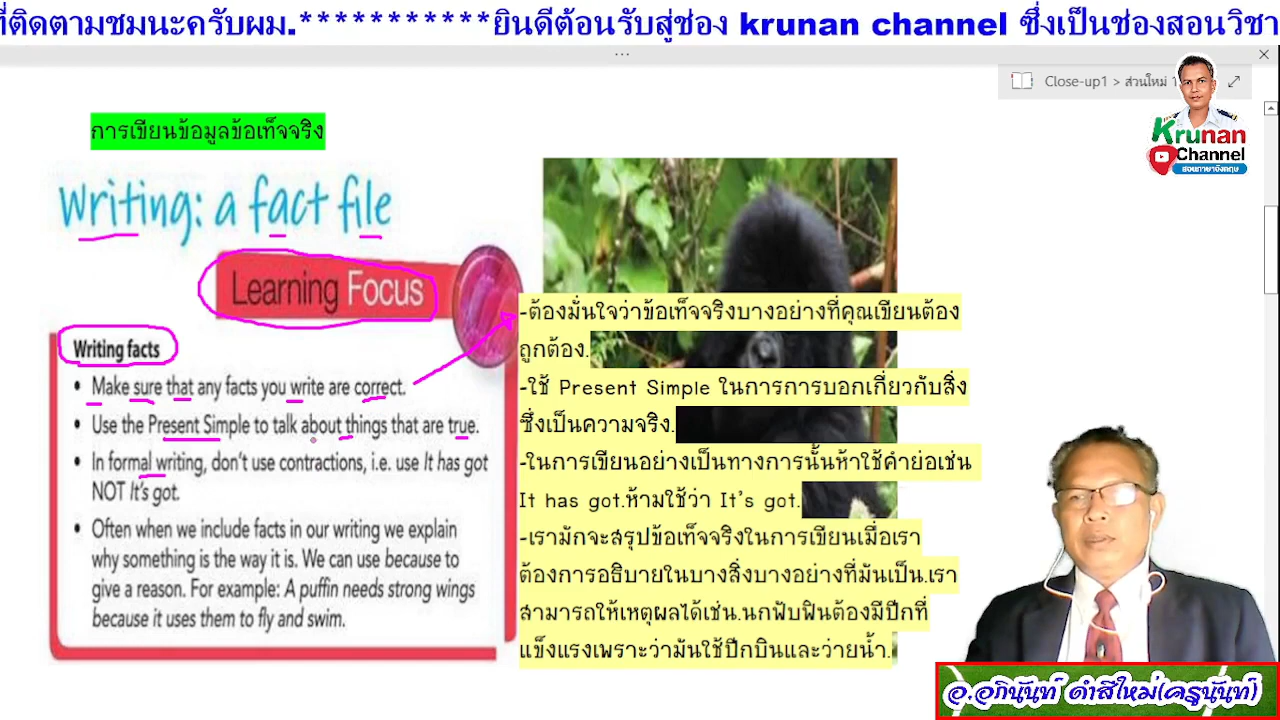 ที่ติดตามชมนะครับผม.***********ยินดีต้อนรับสู่ช่อง krunan channel ซึ่งเป็นช่องสอนวิชา
Close-up1 > ส่วนใหม่ 1
Krunan
Channel
สอนภาษาอังกฤษ
การเขียนข้อมูลข้อเท็จจริง
Writing: a fact file
Learning Focus
Writing facts
• Make sure that any facts you write are correct.
• Use the Present Simple to talk about things that are true.
• In formal writing, don't use contractions, i.e. use It has got
NOT It's got.
• Often when we include facts in our writing we explain
why something is the way it is. We can use because to
give a reason. For example: A puffin needs strong wings
because it uses them to fly and swim.
-ต้องมั่นใจว่าข้อเท็จจริงบางอย่างที่คุณเขียนต้อง
ถูกต้อง.
-ใช้ Present Simple ในการการบอกเกี่ยวกับสิ่ง
ซึ่งเป็นความจริง.
-ในการเขียนอย่างเป็นทางการนั้นห้าใช้คำย่อเช่น
It has got.ห้ามใช้ว่า It's got.
-เรามักจะสรุปข้อเท็จจริงในการเขียนเมื่อเรา
ต้องการอธิบายในบางสิ่งบางอย่างที่มันเป็น.เรา
สามารถให้เหตุผลได้เช่น.นกฟับฟินต้องมีปีกที่
แข็งแรงเพราะว่ามันใช้ปีกบินและว่ายน้ำ.
อ.อภินันท์ ดำสีใหม่(ครูนันท์)